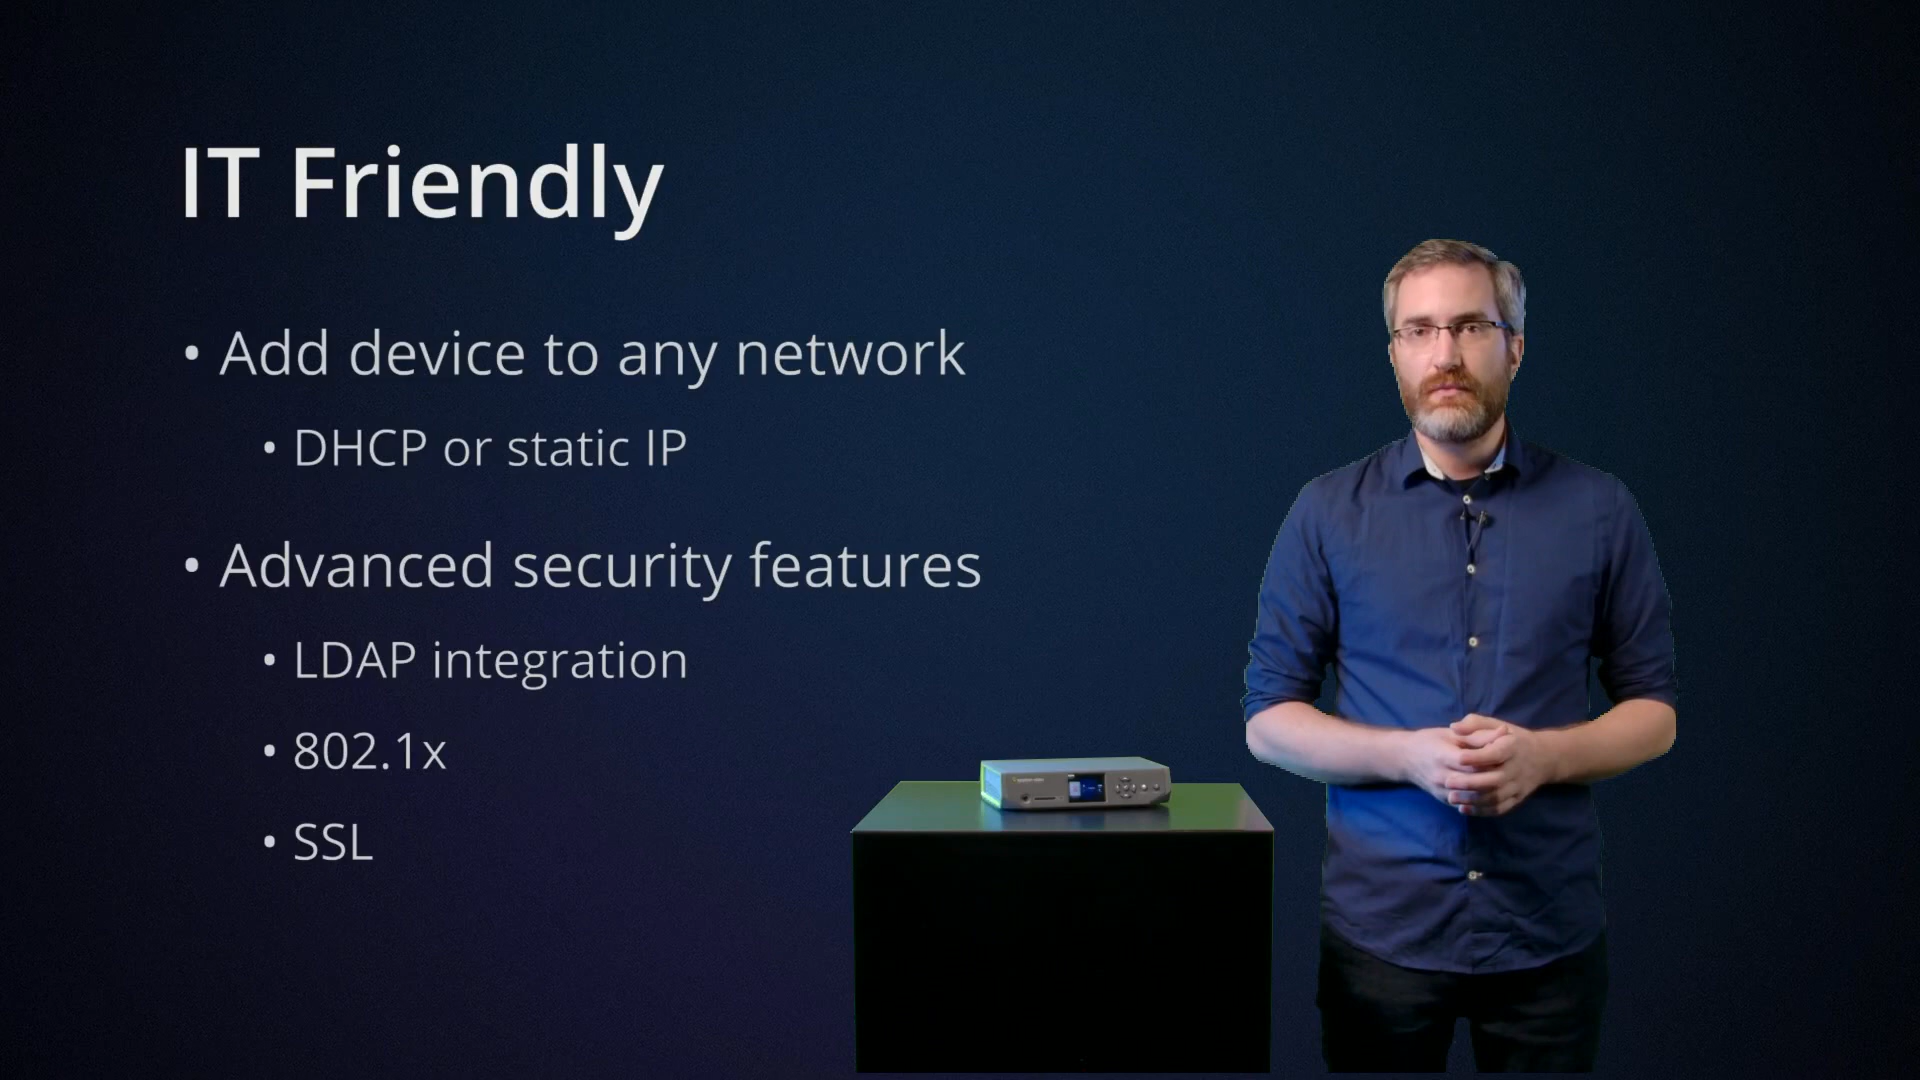 IT Friendly
• Add device to any network
• DHCP or static IP
• Advanced security features
• LDAP integration
• 802.1x
• SSL